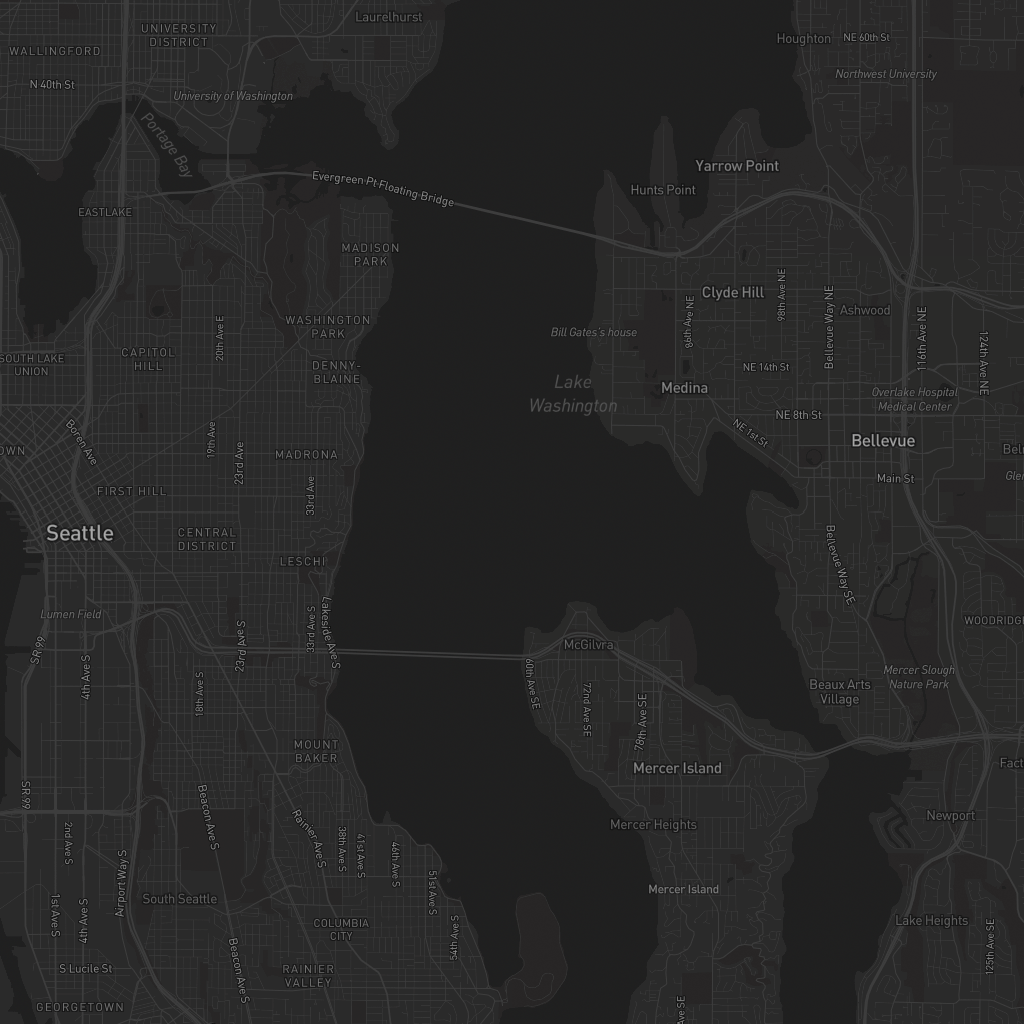 Laurelhurst
UNIVERSITY
DISTRICT
Houghton
NE 60th St
WALLINGFORD
Northwest University
N 40th St
University of Washington
Portage Bay
Yarrow Point
Evergreen Pt Floating Bridge
Hunts Point
EASTLAKE
MADISON
PARK
Clyde Hill
98th Ave NE
Bellevue Way NE
Ashwood
86th Ave NE
116th Ave NE
124th Ave NE
WASHINGTON
PARK
20th Ave E
Bill Gates's house
SOUTH LAKE
UNION
CAPITOL
HILL
DENNY-
BLAINE
NE 14th St
Lake
Washington
Medina
Overlake Hospital
Medical Center
NE 8th St
NE 1st St
Boren Ave
19th Ave
23rd Ave
MADRONA
Bellevue
OWN
Bel
Gle
Main St
FIRST HILL
33rd Ave
Seattle
CENTRAL
DISTRICT
LESCHI
Bellevue Way SE
Lumen Field
33rd Ave S
Lakeside Ave S
WOODRIDG
SR 99
23rd Ave S
McGilvra
4th Ave S
18th Ave S
60th Ave SE
72nd Ave SE
78th Ave SE
Mercer Slough
Nature Park
Beaux Arts
Village
MOUNT
BAKER
Mercer Island
Fact
SR 99
Beacon Ave S
Rainier Ave S
Mercer Heights
Newport
2nd Ave S
38th Ave S
41st Ave S
46th Ave S
51st Ave S
Airport Way S
South Seattle
Mercer Island
1st Ave S
4th Ave S
COLUMBIA
CITY
54th Ave S
Lake Heights
125th Ave SE
S Lucile St
Beacon Ave S
RAINIER
VALLEY
GEORGETOWN
Ave SE